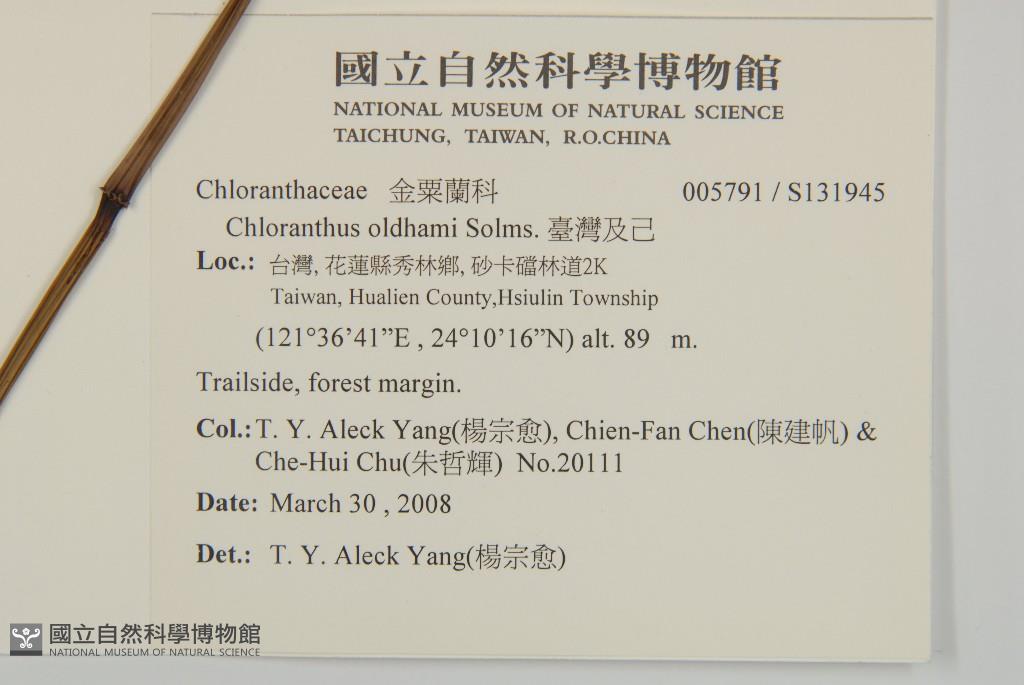 國立自然科學博物館
NATIONAL MUSEUM OF NATURAL SCIENCE
TAICHUNG, TAIWAN, R.O.CHINA
Chloranthaceae 金粟蘭科 005791 / S131945
Chloranthus oldhami Solms. 臺灣及己
Loc.: 台灣, 花蓮縣秀林鄉, 砂卡礑林道2K
Taiwan, Hualien County,Hsiulin Township
(121°36’41”E , 24°10’16”N) alt. 89 m.
Trailside, forest margin.
Col.: T. Y. Aleck Yang(楊宗愈), Chien-Fan Chen(陳建帆) &
Che-Hui Chu(朱哲輝) No.20111
Date: March 30 , 2008
Det.: T. Y. Aleck Yang(楊宗愈)
國立自然科學博物館
NATIONAL MUSEUM OF NATURAL SCIENCE